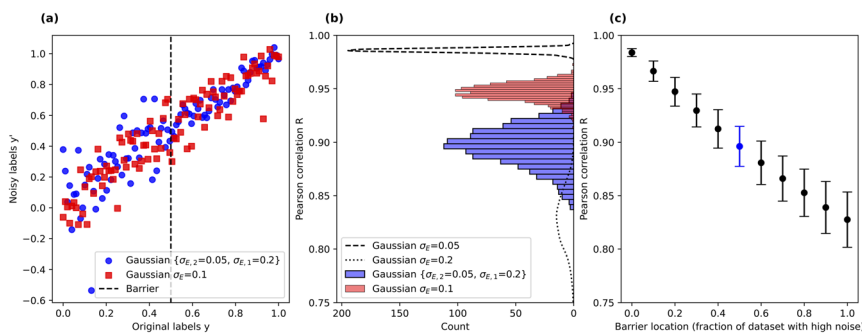 (a)
1.0
0.8
0.6
0.4
0.2
0.0
−0.2
−0.4
−0.6
Noisy labels y'
Gaussian {σE,2=0.05, σE,1=0.2}
Gaussian σE=0.1
Barrier
0.0 0.2 0.4 0.6 0.8 1.0
Original labels y
(b)
1.00
0.95
0.90
0.85
0.80
0.75
Pearson correlation R
Gaussian σE=0.05
Gaussian σE=0.2
Gaussian {σE,2=0.05, σE,1=0.2}
Gaussian σE=0.1
200 150 100 50 0
Count
(c)
1.00
0.95
0.90
0.85
0.80
0.75
Pearson correlation R
0.0 0.2 0.4 0.6 0.8 1.0
Barrier location (fraction of dataset with high noise